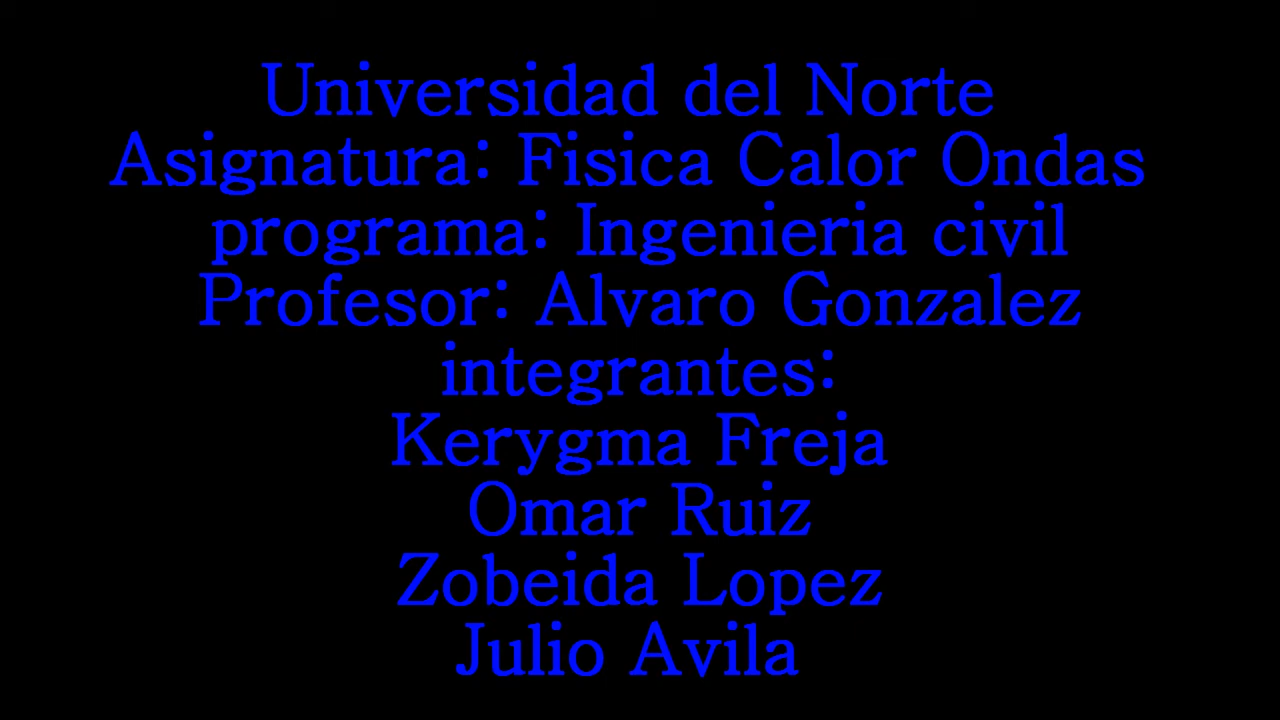 Universidad del Norte
Asignatura: Fisica Calor Ondas
programa: Ingenieria civil
Profesor: Alvaro Gonzalez
integrantes:
Kerygma Freja
Omar Ruiz
Zobeida Lopez
Julio Avila